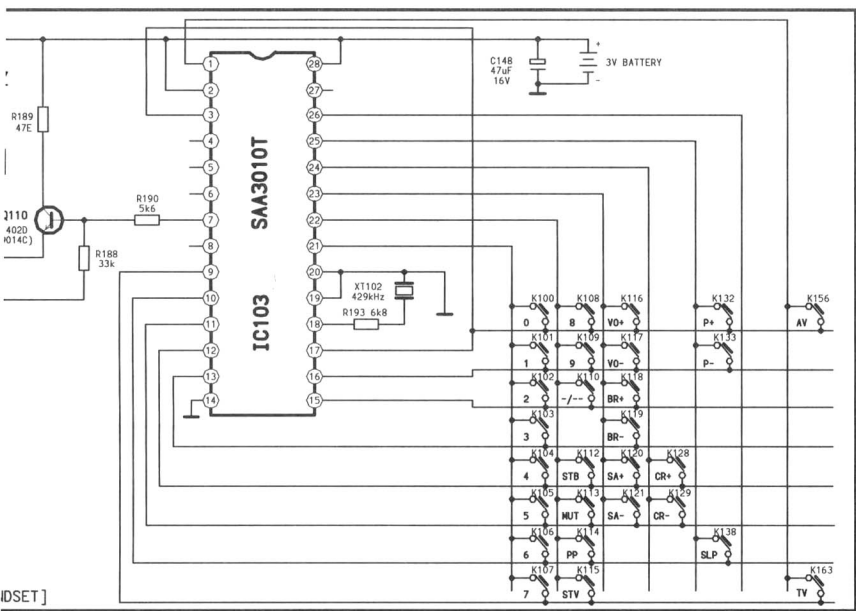 C148
47uF
16V
+
3V BATTERY
-
R189
47E
R190
5k6
Q110
402D
9014C)
R188
33k
SAA3010T
IC103
1
2
3
4
5
6
7
8
9
10
11
12
13
14
28
27
26
25
24
23
22
21
20
19
18
17
16
15
XT102
429kHz
R193 6k8
K100 K108 K116 K132 K156
0 8 VO+ P+ AV
K101 K109 K117 K133
1 9 VO- P-
K102 K110 K118
2 -/-- BR+
K103 K119
3 BR-
K104 K112 K120 K128
4 STB SA+ CR+
K105 K113 K121 K129
5 MUT SA- CR-
K106 K114 K138
6 PP SLP
K107 K115 K163
7 STV TV
NDSET]